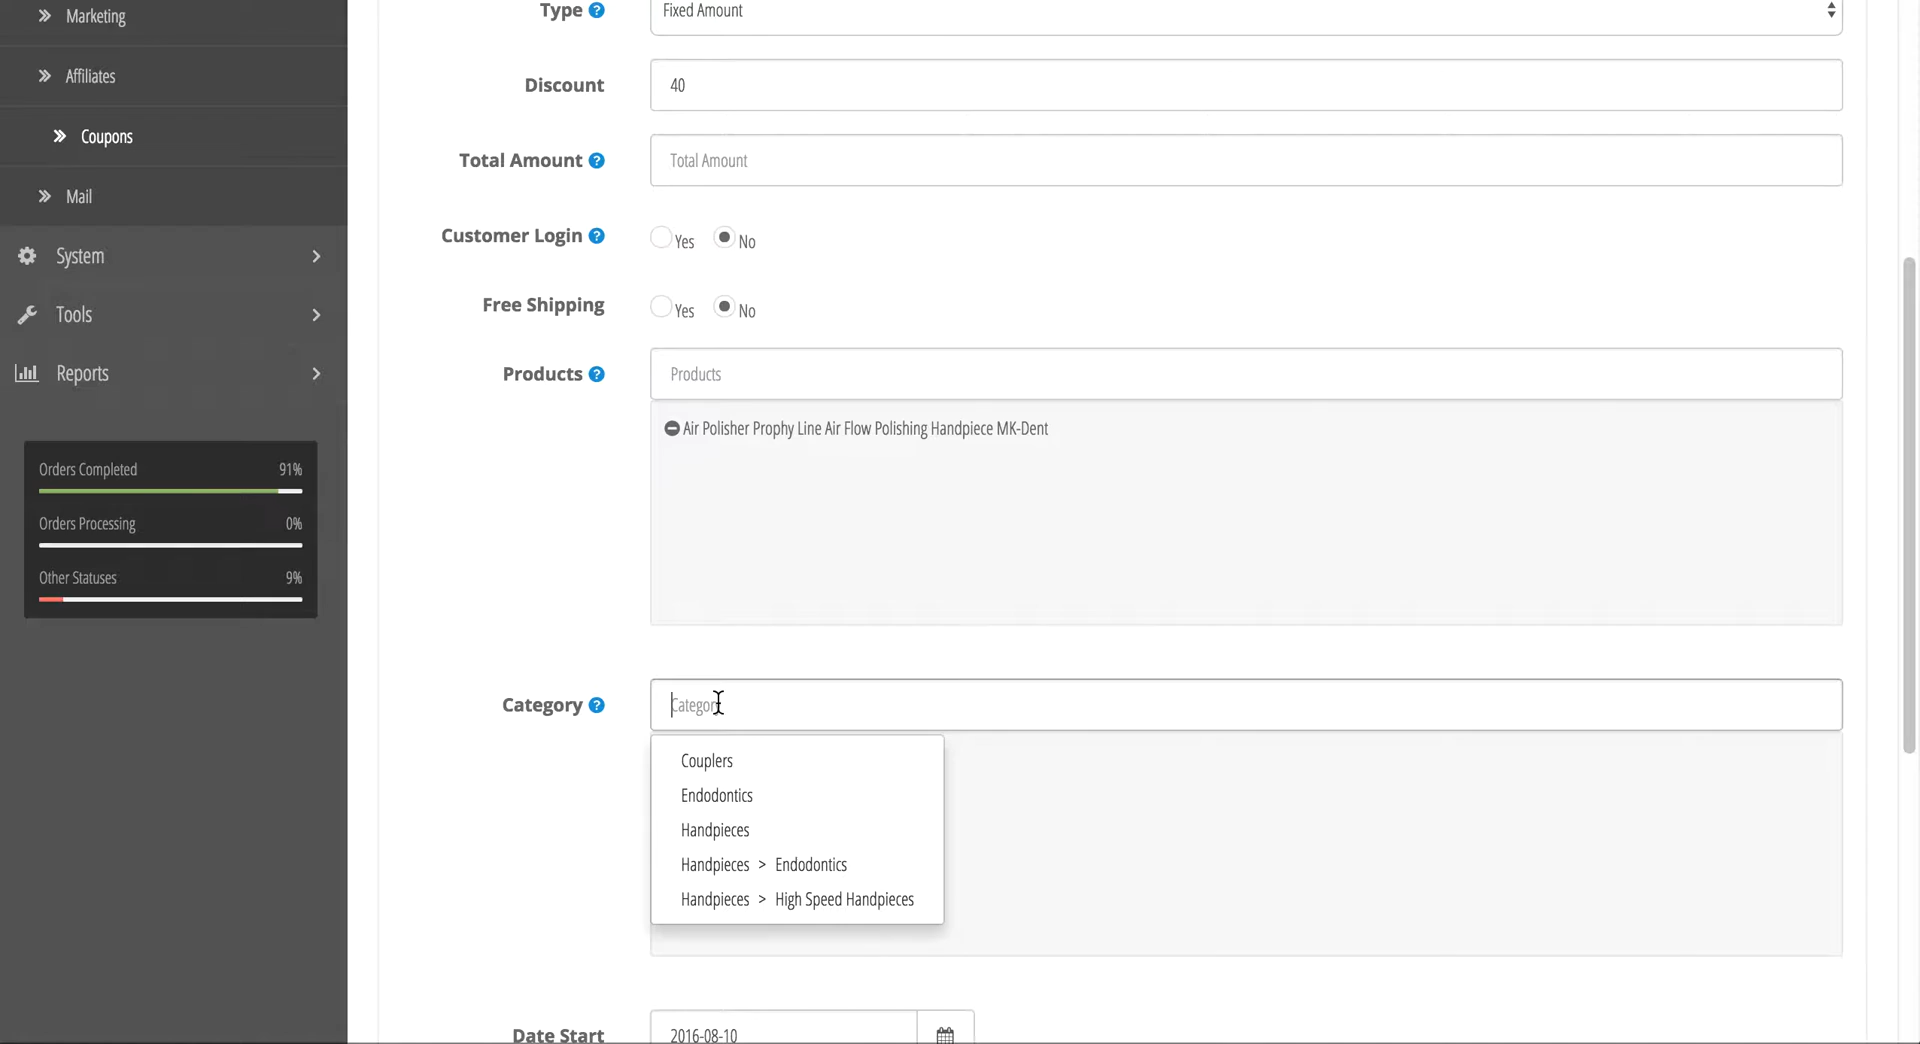 Marketing
Affiliates
Coupons
Mail
System
Tools
Reports
Orders Completed 91%
Orders Processing 0%
Other Statuses 9%
Type Fixed Amount
Discount 40
Total Amount Total Amount
Customer Login Yes No
Free Shipping Yes No
Products Products
Air Polisher Prophy Line Air Flow Polishing Handpiece MK-Dent
Category Category
Couplers
Endodontics
Handpieces
Handpieces > Endodontics
Handpieces > High Speed Handpieces
Date Start 2016-08-10